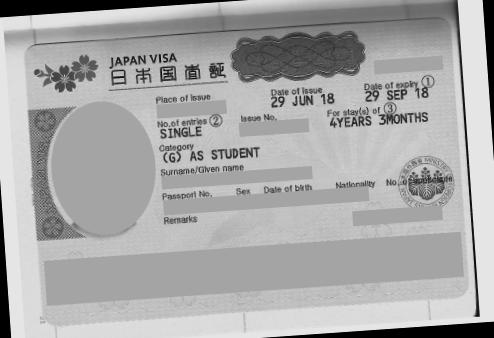 JAPAN VISA
日本国査証
Place of issue
Date of issue
29 JUN 18
Date of expiry ①
29 SEP 18
No.of entries ②
SINGLE
Issue No.
For stay(s) of ③
4YEARS 3MONTHS
Category
(G) AS STUDENT
Surname/Given name
Passport No.
Sex
Date of birth
Nationality
Remarks